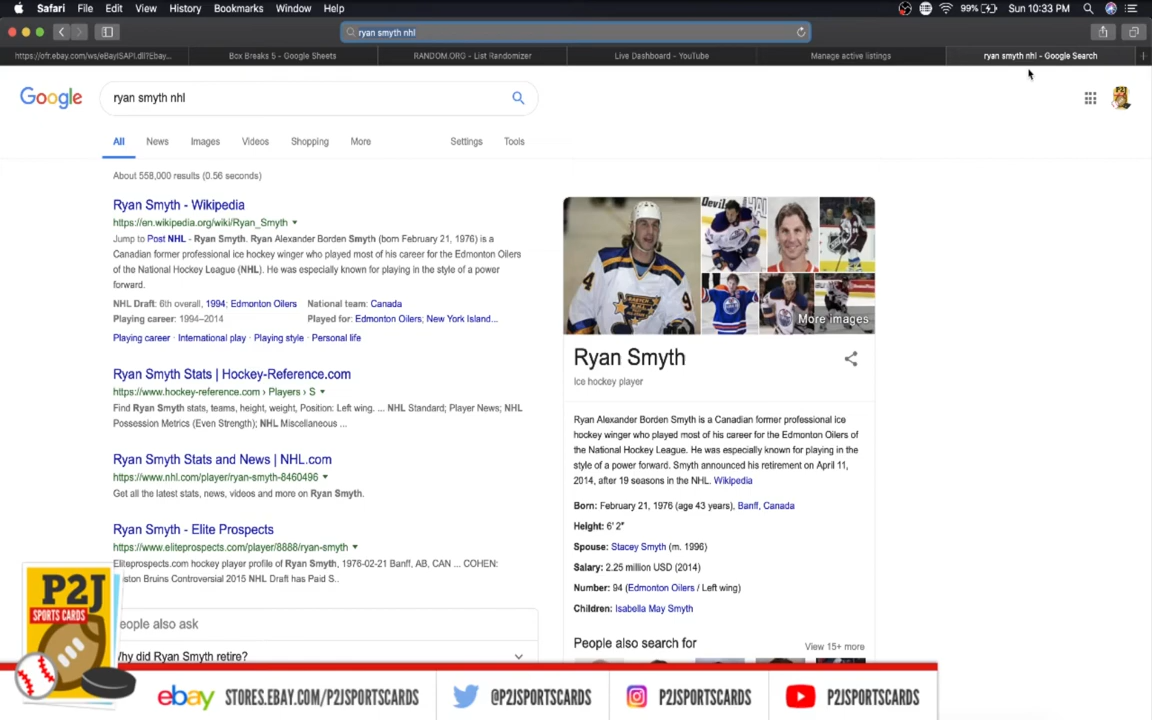 Safari File Edit View History Bookmarks Window Help 99% Sun 10:33 PM
ryan smyth nhl
https://ofr.ebay.com/ws/eBayISAPI.dll?Ebay... Box Breaks 5 - Google Sheets RANDOM.ORG - List Randomizer Live Dashboard - YouTube Manage active listings ryan smyth nhl - Google Search
Google ryan smyth nhl
All News Images Videos Shopping More Settings Tools
About 558,000 results (0.56 seconds)
Ryan Smyth - Wikipedia
https://en.wikipedia.org/wiki/Ryan_Smyth
Jump to Post NHL - Ryan Smyth. Ryan Alexander Borden Smyth (born February 21, 1976) is a
Canadian former professional ice hockey winger who played most of his career for the Edmonton Oilers
of the National Hockey League (NHL). He was especially known for playing in the style of a power
forward.
NHL Draft: 6th overall, 1994; Edmonton Oilers National team: Canada
Playing career: 1994–2014 Played for: Edmonton Oilers; New York Island...
Playing career · International play · Playing style · Personal life
Ryan Smyth Stats | Hockey-Reference.com
https://www.hockey-reference.com › Players › S
Find Ryan Smyth stats, teams, height, weight, Position: Left wing. ... NHL Standard; Player News; NHL
Possession Metrics (Even Strength); NHL Miscellaneous ...
Ryan Smyth Stats and News | NHL.com
https://www.nhl.com/player/ryan-smyth-8460496
Get all the latest stats, news, videos and more on Ryan Smyth.
Ryan Smyth - Elite Prospects
https://www.eliteprospects.com/player/8888/ryan-smyth
Eliteprospects.com hockey player profile of Ryan Smyth, 1976-02-21 Banff, AB, CAN ... COHEN:
ston Bruins Controversial 2015 NHL Draft has Paid S..
eople also ask
hy did Ryan Smyth retire?
More images
Ryan Smyth
Ice hockey player
Ryan Alexander Borden Smyth is a Canadian former professional ice
hockey winger who played most of his career for the Edmonton Oilers of
the National Hockey League. He was especially known for playing in the
style of a power forward. Smyth announced his retirement on April 11,
2014, after 19 seasons in the NHL. Wikipedia
Born: February 21, 1976 (age 43 years), Banff, Canada
Height: 6' 2"
Spouse: Stacey Smyth (m. 1996)
Salary: 2.25 million USD (2014)
Number: 94 (Edmonton Oilers / Left wing)
Children: Isabella May Smyth
People also search for View 15+ more
P2J
SPORTS CARDS
ebay STORES.EBAY.COM/P2JSPORTSCARDS @P2JSPORTSCARDS P2JSPORTSCARDS P2JSPORTSCARDS